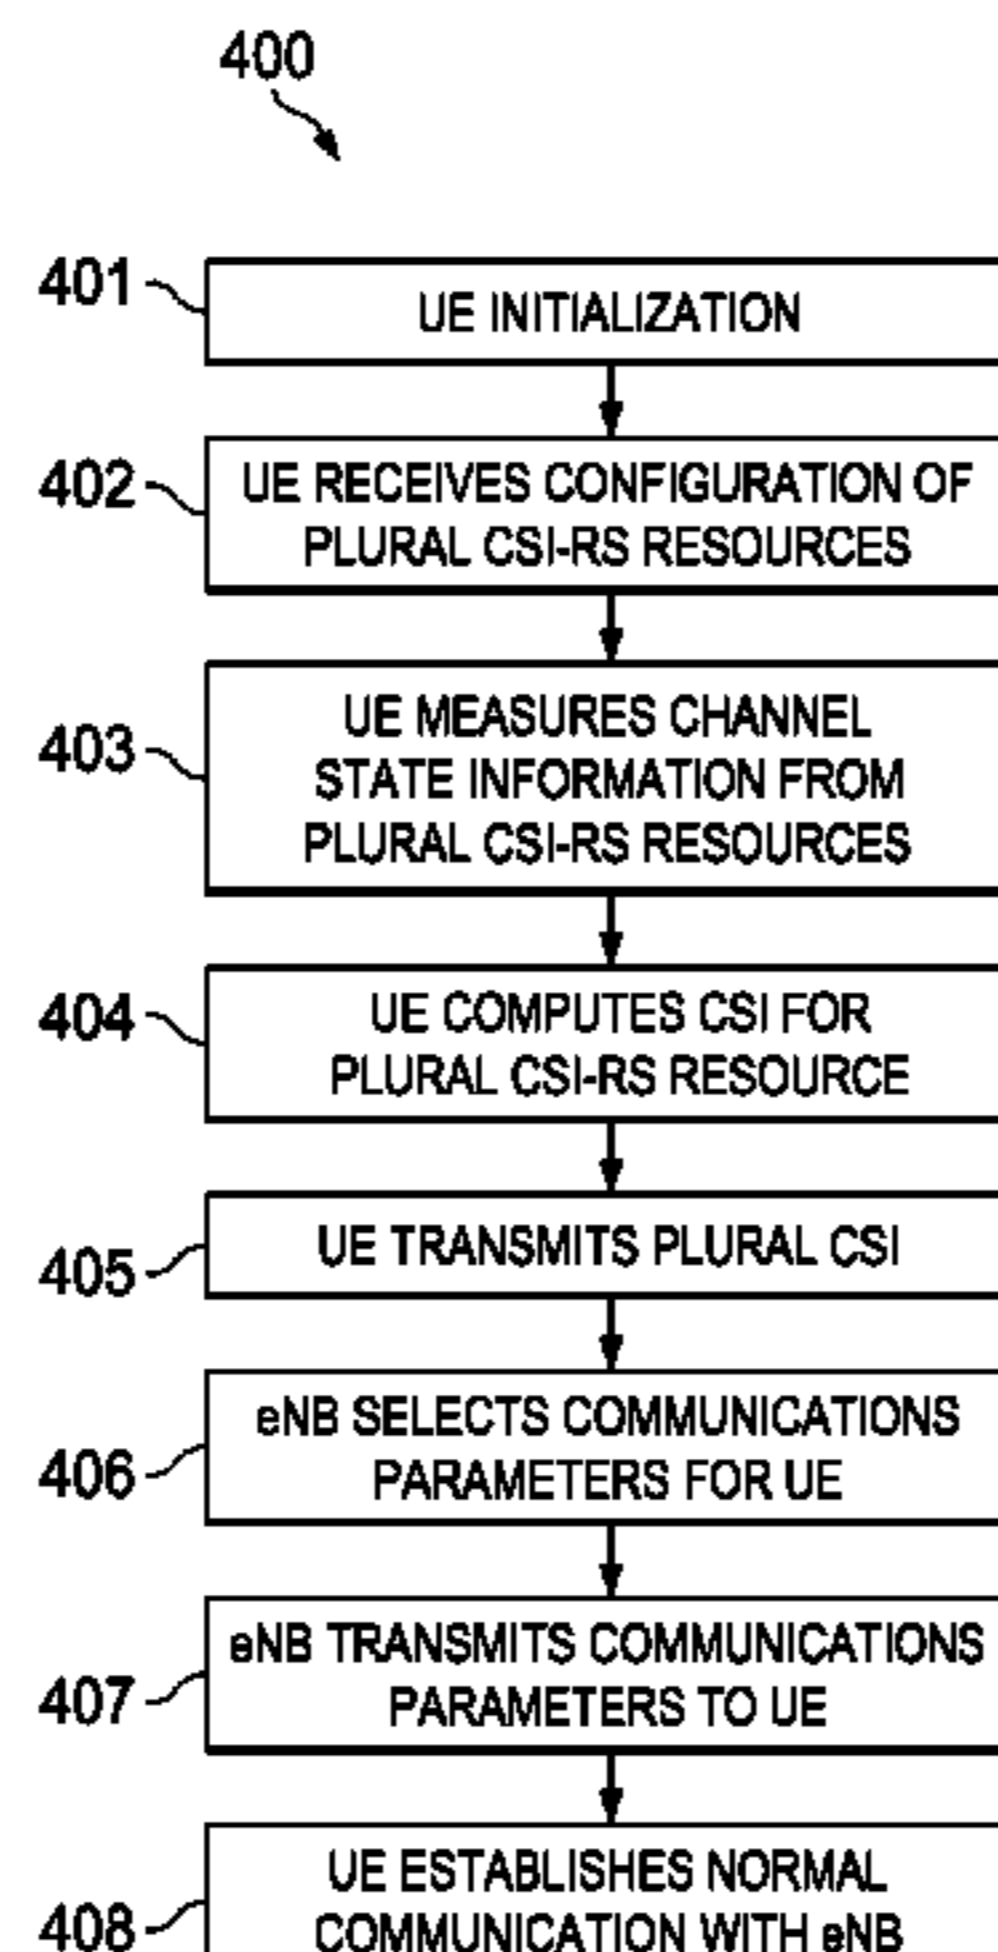 400
401
UE INITIALIZATION
402
UE RECEIVES CONFIGURATION OF
PLURAL CSI-RS RESOURCES
403
UE MEASURES CHANNEL
STATE INFORMATION FROM
PLURAL CSI-RS RESOURCES
404
UE COMPUTES CSI FOR
PLURAL CSI-RS RESOURCE
405
UE TRANSMITS PLURAL CSI
406
eNB SELECTS COMMUNICATIONS
PARAMETERS FOR UE
407
eNB TRANSMITS COMMUNICATIONS
PARAMETERS TO UE
408
UE ESTABLISHES NORMAL
COMMUNICATION WITH eNB